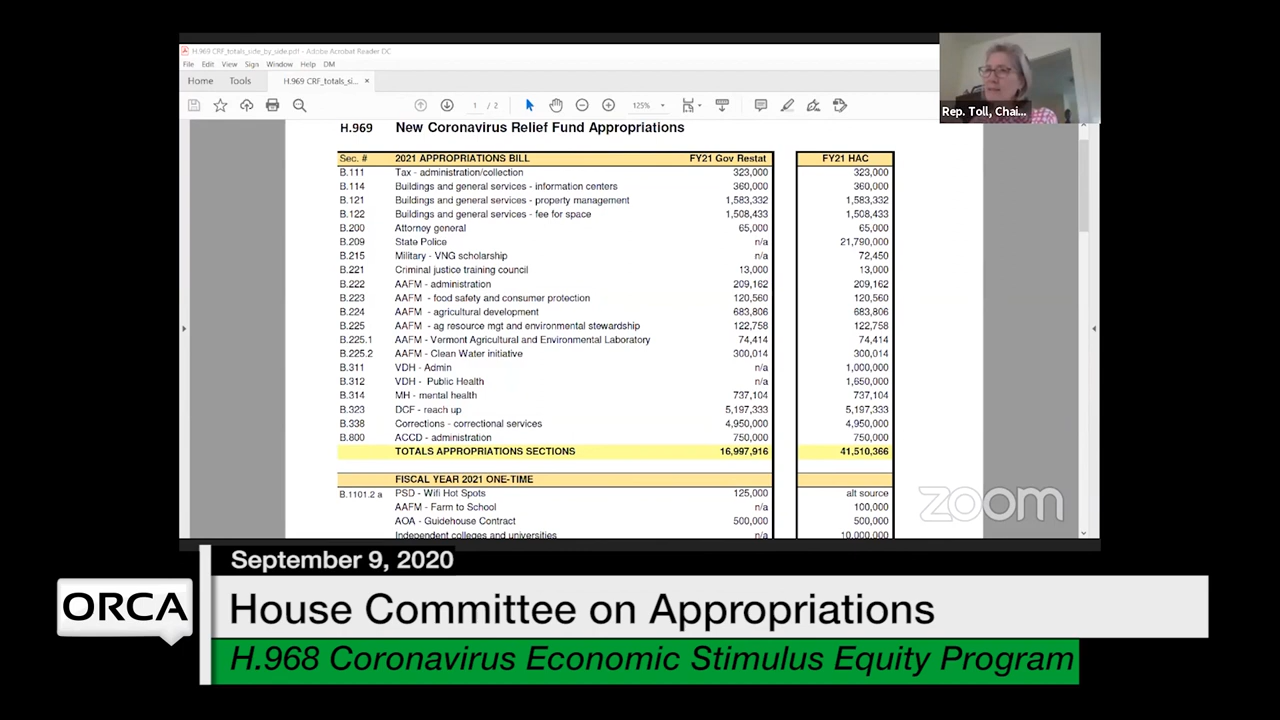 H.969 CRF_totals_side_by_side.pdf - Adobe Acrobat Reader DC
File Edit View Sign Window Help DM
Home Tools H.969 CRF_totals_si... ×
1 / 2 125%
Rep. Toll, Chai...
H.969 New Coronavirus Relief Fund Appropriations
Sec. # 2021 APPROPRIATIONS BILL FY21 Gov Restat FY21 HAC
B.111 Tax - administration/collection 323,000 323,000
B.114 Buildings and general services - information centers 360,000 360,000
B.121 Buildings and general services - property management 1,583,332 1,583,332
B.122 Buildings and general services - fee for space 1,508,433 1,508,433
B.200 Attorney general 65,000 65,000
B.209 State Police n/a 21,790,000
B.215 Military - VNG scholarship n/a 72,450
B.221 Criminal justice training council 13,000 13,000
B.222 AAFM - administration 209,162 209,162
B.223 AAFM - food safety and consumer protection 120,560 120,560
B.224 AAFM - agricultural development 683,806 683,806
B.225 AAFM - ag resource mgt and environmental stewardship 122,758 122,758
B.225.1 AAFM - Vermont Agricultural and Environmental Laboratory 74,414 74,414
B.225.2 AAFM - Clean Water initiative 300,014 300,014
B.311 VDH - Admin n/a 1,000,000
B.312 VDH - Public Health n/a 1,650,000
B.314 MH - mental health 737,104 737,104
B.323 DCF - reach up 5,197,333 5,197,333
B.338 Corrections - correctional services 4,950,000 4,950,000
B.800 ACCD - administration 750,000 750,000
TOTALS APPROPRIATIONS SECTIONS 16,997,916 41,510,366
FISCAL YEAR 2021 ONE-TIME
B.1101.2 a PSD - Wifi Hot Spots 125,000 alt source
AAFM - Farm to School n/a 100,000
AOA - Guidehouse Contract 500,000 500,000
Independent colleges and universities n/a 10,000,000
zoom
September 9, 2020
ORCA
House Committee on Appropriations
H.968 Coronavirus Economic Stimulus Equity Program